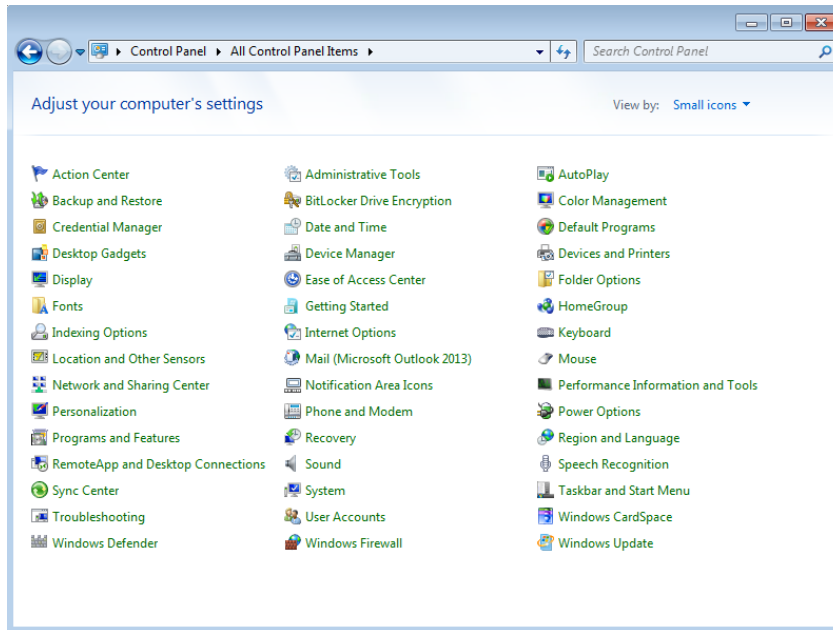 Control Panel All Control Panel Items Search Control Panel
Adjust your computer's settings View by: Small icons
Action Center Administrative Tools AutoPlay
Backup and Restore BitLocker Drive Encryption Color Management
Credential Manager Date and Time Default Programs
Desktop Gadgets Device Manager Devices and Printers
Display Ease of Access Center Folder Options
Fonts Getting Started HomeGroup
Indexing Options Internet Options Keyboard
Location and Other Sensors Mail (Microsoft Outlook 2013) Mouse
Network and Sharing Center Notification Area Icons Performance Information and Tools
Personalization Phone and Modem Power Options
Programs and Features Recovery Region and Language
RemoteApp and Desktop Connections Sound Speech Recognition
Sync Center System Taskbar and Start Menu
Troubleshooting User Accounts Windows CardSpace
Windows Defender Windows Firewall Windows Update